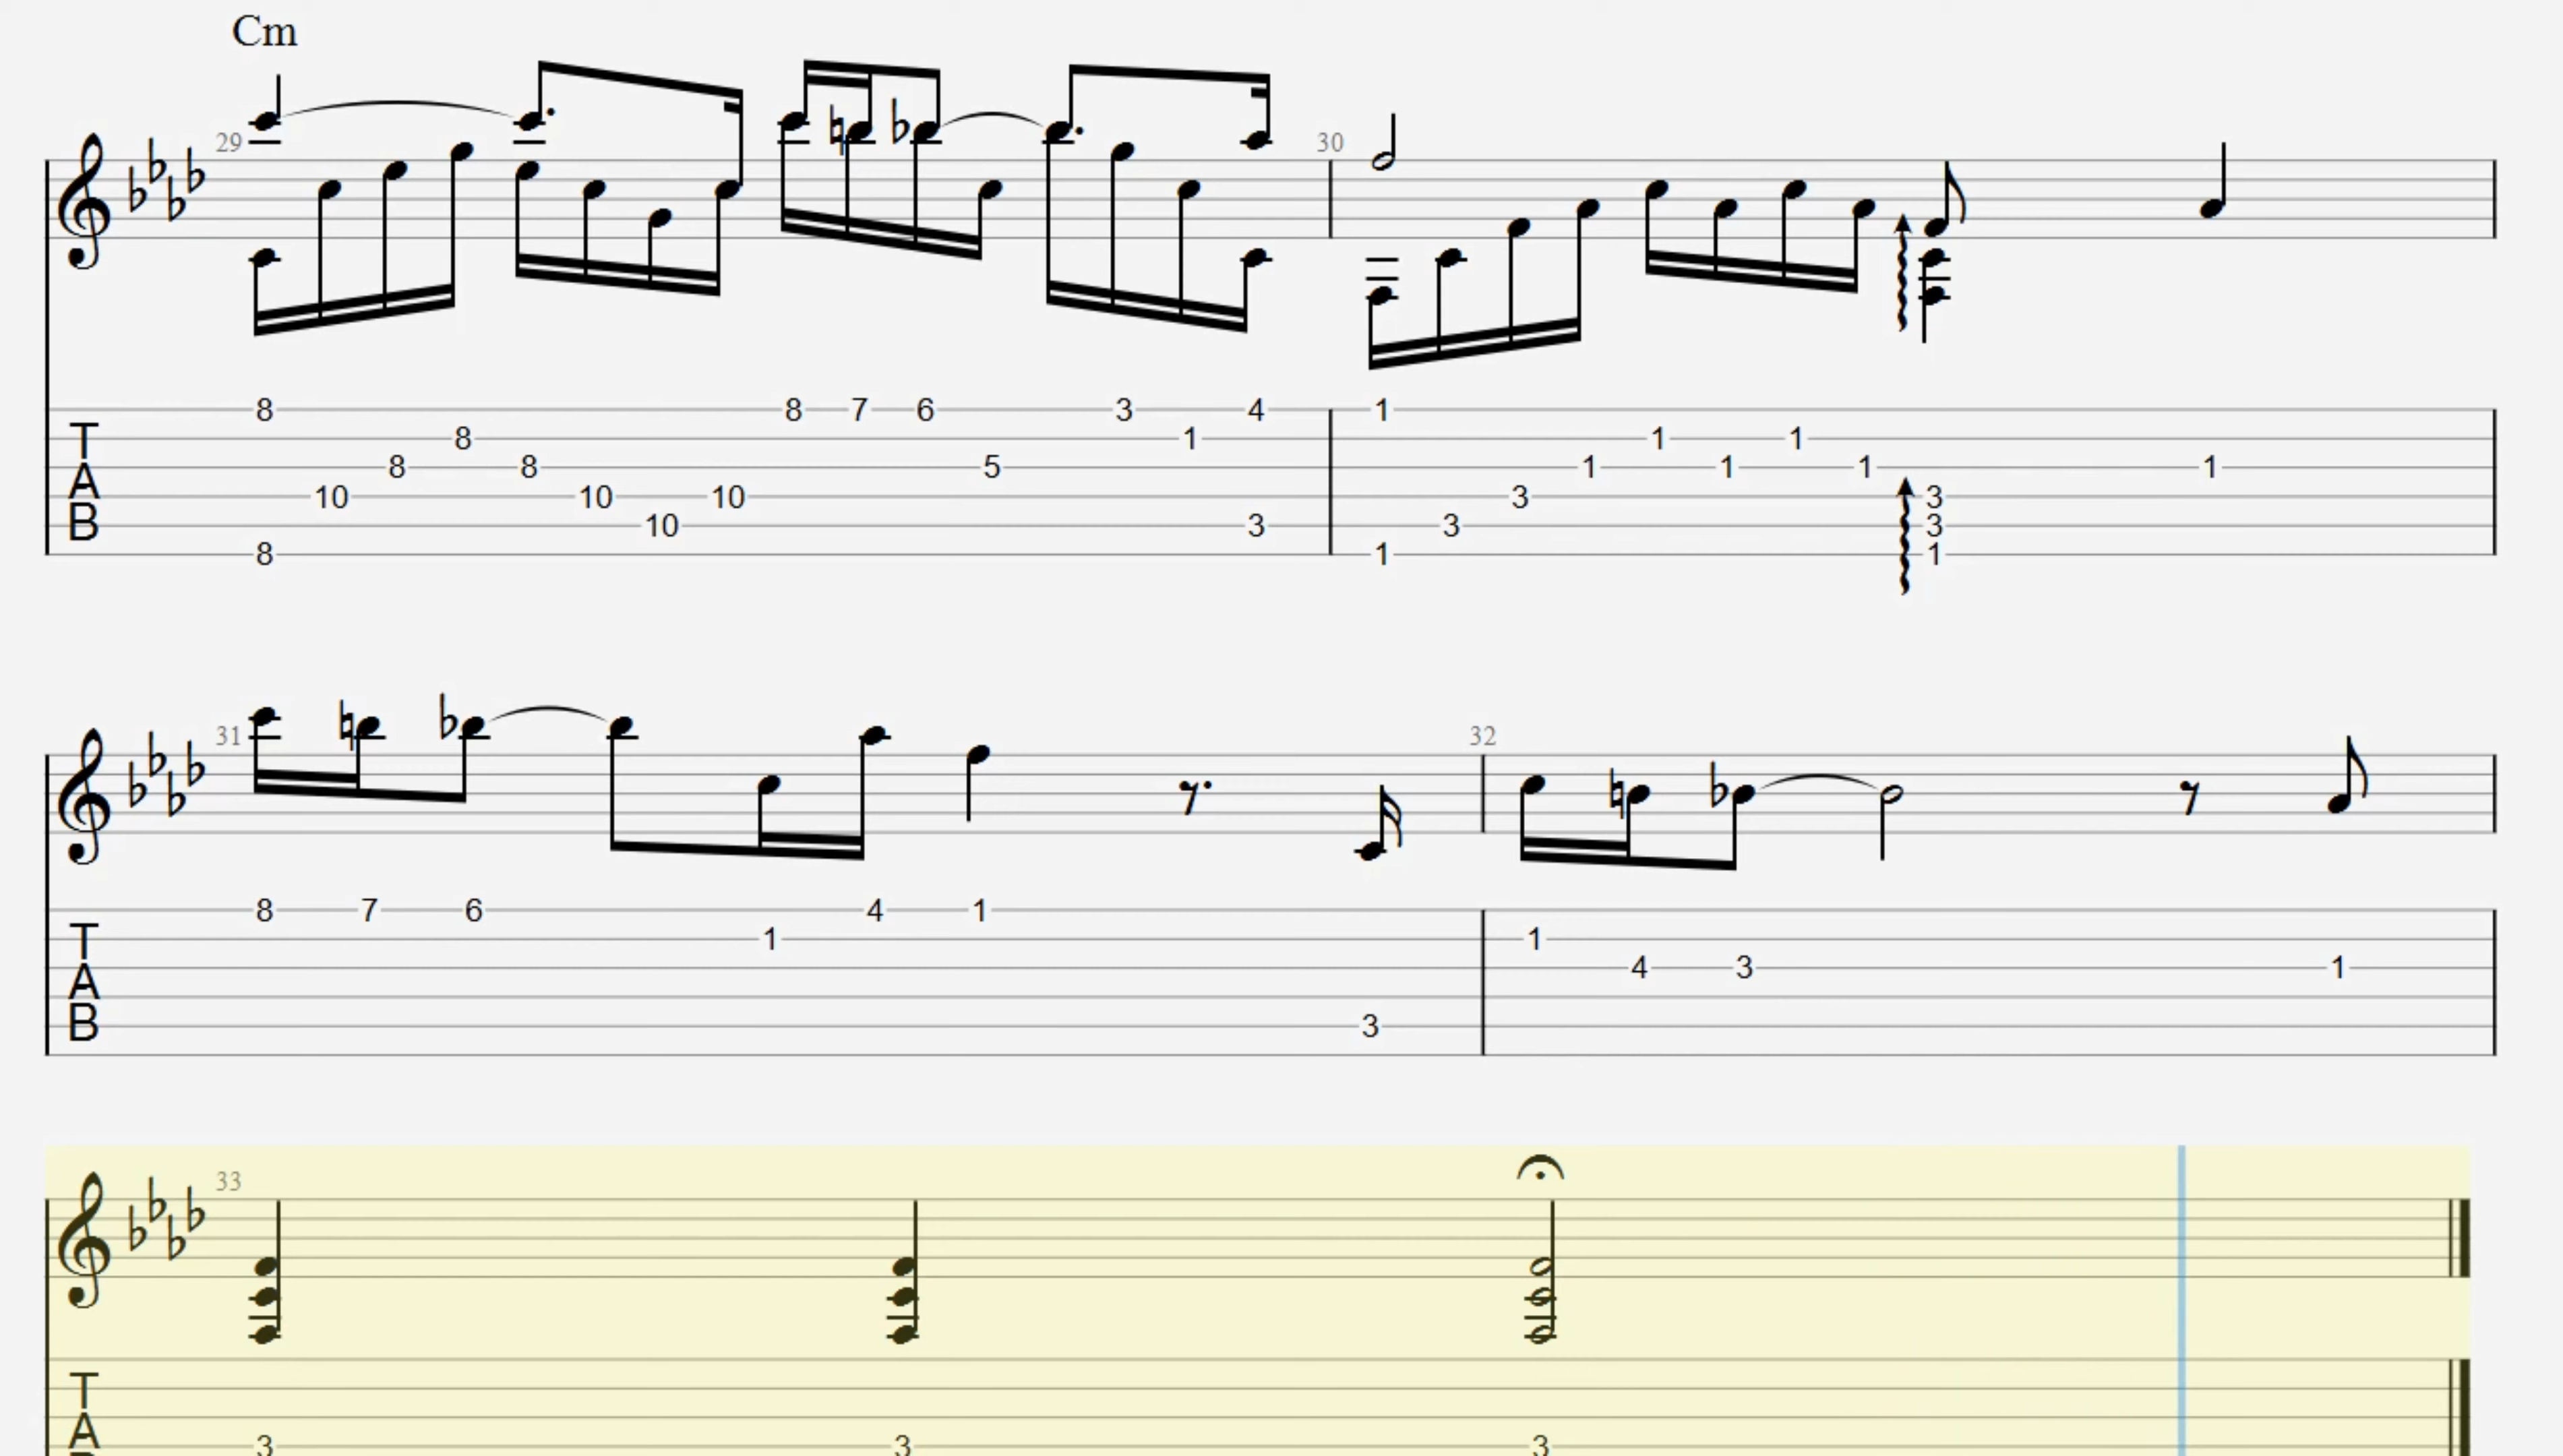 Cm
29 30
8 8 7 6 3 4 1
T 8 1 1 1
8 8 5 1 1 1 1
A 10 10 10 3 3
B 10 3 3 3
8 1 1
31 32
8 7 6 4 1
T 1 1
4 3 1
A
B 3
33
T
A
3 3 3